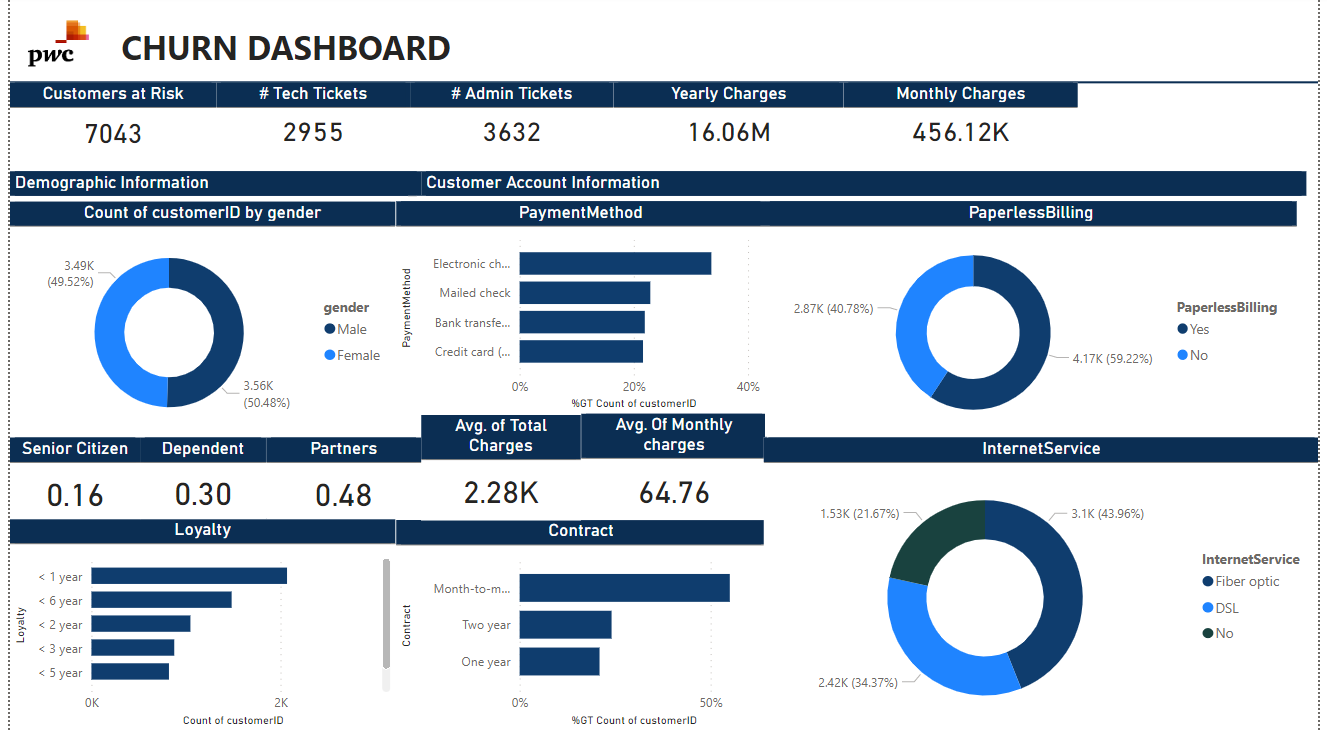 pwc
CHURN DASHBOARD
Customers at Risk
# Tech Tickets
# Admin Tickets
Yearly Charges
Monthly Charges
7043
2955
3632
16.06M
456.12K
Demographic Information
Customer Account Information
Count of customerID by gender
3.49K
(49.52%)
3.56K
(50.48%)
gender
Male
Female
PaymentMethod
PaymentMethod
Electronic ch...
Mailed check
Bank transfe...
Credit card (...
0%
20%
40%
%GT Count of customerID
PaperlessBilling
2.87K (40.78%)
4.17K (59.22%)
PaperlessBilling
Yes
No
Senior Citizen
Dependent
Partners
0.16
0.30
0.48
Avg. of Total
Charges
Avg. Of Monthly
charges
2.28K
64.76
Loyalty
Loyalty
< 1 year
< 6 year
< 2 year
< 3 year
< 5 year
0K
2K
Count of customerID
Contract
Contract
Month-to-m...
Two year
One year
0%
50%
%GT Count of customerID
InternetService
1.53K (21.67%)
3.1K (43.96%)
2.42K (34.37%)
InternetService
Fiber optic
DSL
No